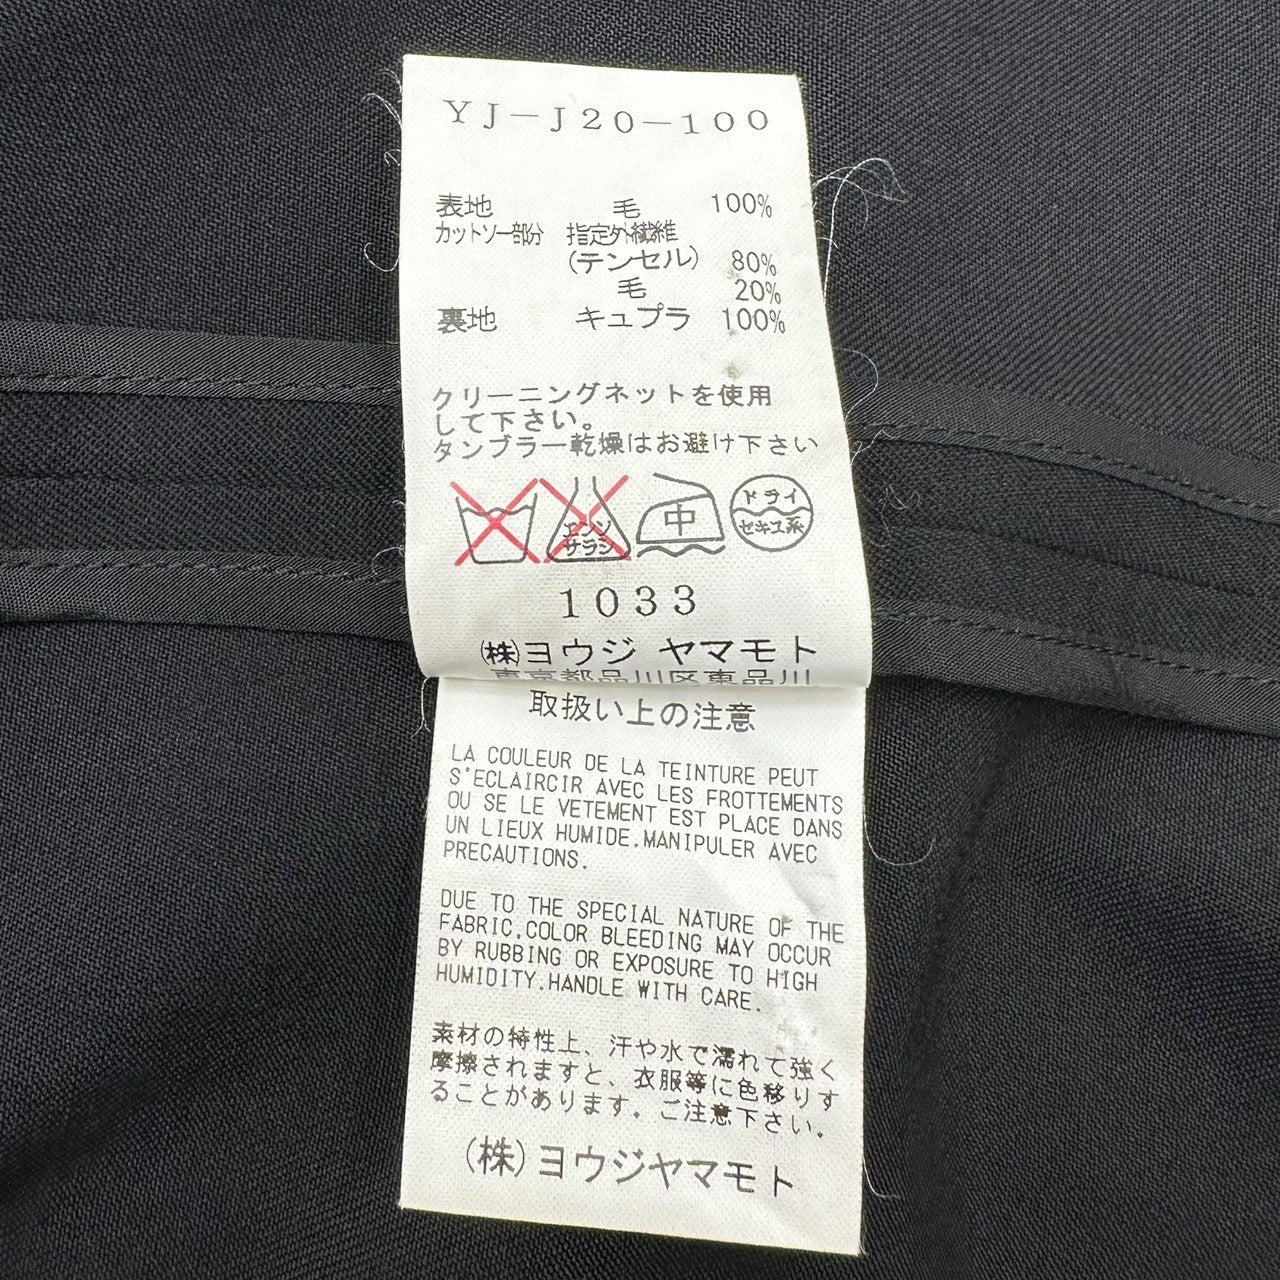 YJ-J20-100
表地 毛 100%
カットソー部分 指定外繊維
(テンセル) 80%
毛 20%
裏地 キュプラ 100%
クリーニングネットを使用
して下さい。
タンブラー乾燥はお避け下さい
エンソ
サラシ
中
ドライ
セキユ系
1033
㈱ヨウジ ヤマモト
東京都品川区東品川
取扱い上の注意
LA COULEUR DE LA TEINTURE PEUT
S'ECLAIRCIR AVEC LES FROTTEMENTS
OU SE LE VETEMENT EST PLACE DANS
UN LIEUX HUMIDE.MANIPULER AVEC
PRECAUTIONS.
DUE TO THE SPECIAL NATURE OF THE
FABRIC.COLOR BLEEDING MAY OCCUR
BY RUBBING OR EXPOSURE TO HIGH
HUMIDITY.HANDLE WITH CARE.
素材の特性上、汗や水で濡れて強く
摩擦されますと、衣服等に色移りす
ることがあります。ご注意下さい。
(株)ヨウジヤマモト